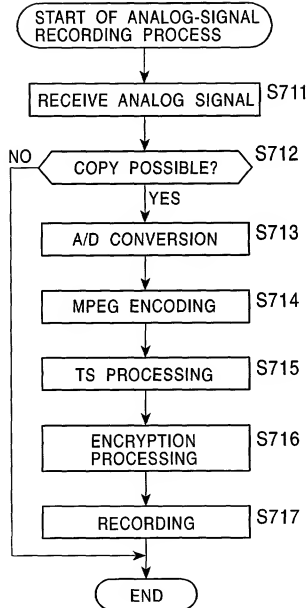 START OF ANALOG-SIGNAL
RECORDING PROCESS
RECEIVE ANALOG SIGNAL S711
NO COPY POSSIBLE? S712
YES
A/D CONVERSION S713
MPEG ENCODING S714
TS PROCESSING S715
ENCRYPTION S716
PROCESSING
RECORDING S717
END